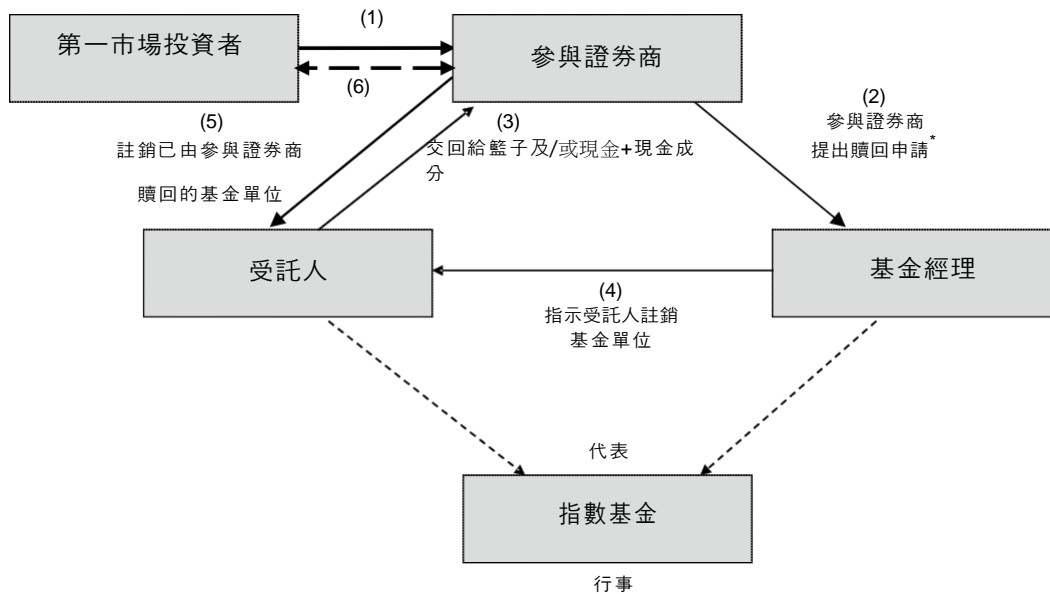 (1)
第一市場投資者
參與證券商
(6)
(5)
註銷已由參與證券商
贖回的基金單位
(3)
交回給籃子及/或現金+現金成
分
(2)
參與證券商
提出贖回申請*
受託人
基金經理
(4)
指示受託人註銷
基金單位
代表
指數基金
行事